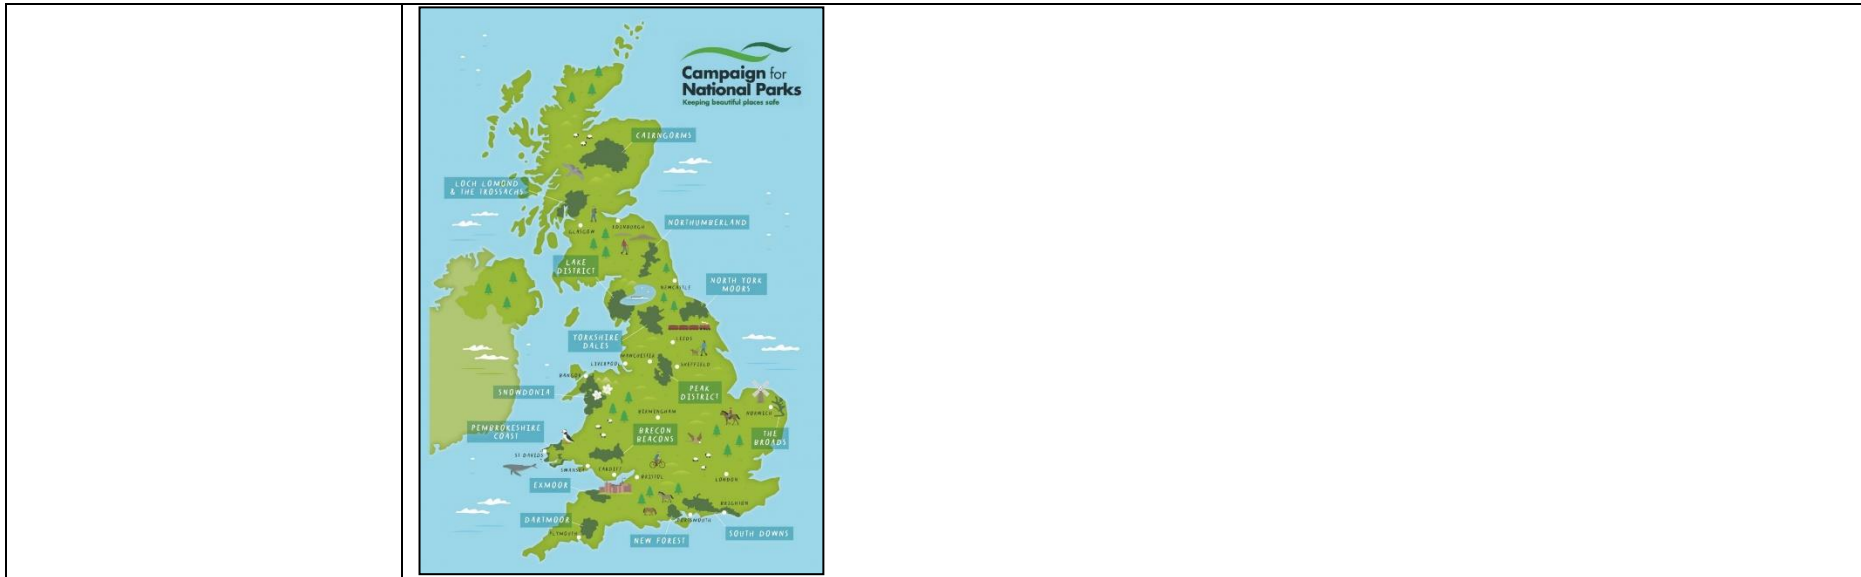 Campaign for
National Parks
Keeping beautiful places safe
CAIRNGORMS
LOCH LOMOND
& THE TROSSACHS
EDINBURGH
GLASGOW
NORTHUMBERLAND
LAKE
DISTRICT
NEWCASTLE
NORTH YORK
MOORS
YORKSHIRE
DALES
LEEDS
MANCHESTER
LIVERPOOL
SHEFFIELD
BANGOR
SNOWDONIA
PEAK
DISTRICT
BIRMINGHAM
NORWICH
THE
BROADS
PEMBROKESHIRE
COAST
BRECON
BEACONS
ST DAVIDS
SWANSEA
CARDIFF
BRISTOL
LONDON
EXMOOR
BRIGHTON
PORTSMOUTH
DARTMOOR
PLYMOUTH
NEW FOREST
SOUTH DOWNS